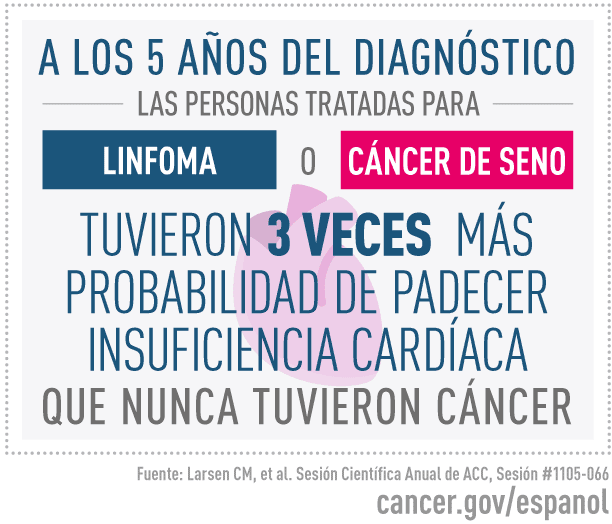 A LOS 5 AÑOS DEL DIAGNÓSTICO
LAS PERSONAS TRATADAS PARA
LINFOMA O CÁNCER DE SENO
TUVIERON 3 VECES MÁS
PROBABILIDAD DE PADECER
INSUFICIENCIA CARDÍACA
QUE NUNCA TUVIERON CÁNCER
Fuente: Larsen CM, et al. Sesión Científica Anual de ACC, Sesión #1105-066
cancer.gov/espanol